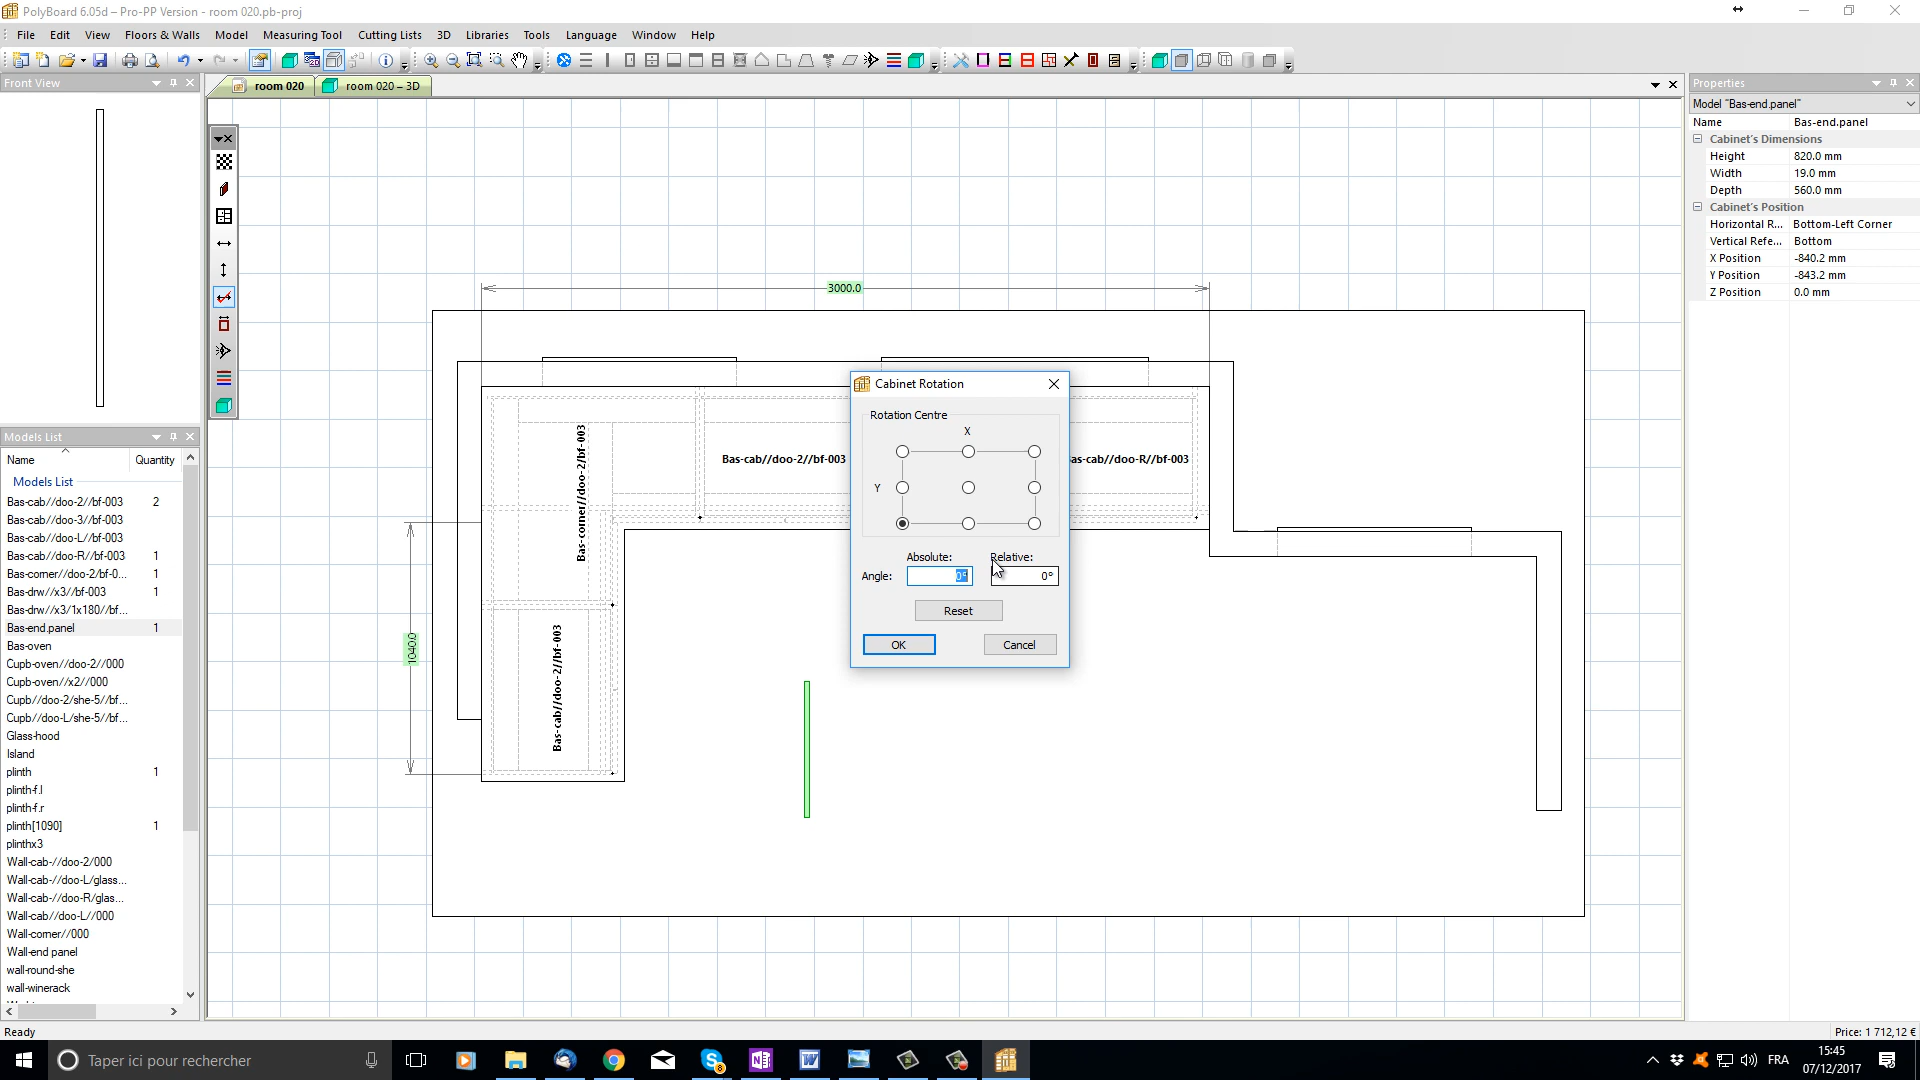 PolyBoard 6.05d – Pro-PP Version - room 020.pb-proj
File Edit View Floors & Walls Model Measuring Tool Cutting Lists 3D Libraries Tools Language Window Help
Front View
room 020
room 020 – 3D
Properties
Model "Bas-end.panel"
Name Bas-end.panel
Cabinet's Dimensions
Height 820.0 mm
Width 19.0 mm
Depth 560.0 mm
Cabinet's Position
Horizontal R... Bottom-Left Corner
Vertical Refe... Bottom
X Position -840.2 mm
Y Position -843.2 mm
Z Position 0.0 mm
3000.0
1040.0
Bas-corner//doo-2/bf-003
Bas-cab//doo-2//bf-003
as-cab//doo-R//bf-003
Bas-cab//doo-2//bf-003
Cabinet Rotation
Rotation Centre
X
Y
Absolute: Relative:
Angle: 0° 0°
Reset
OK Cancel
Models List
Name Quantity
Models List
Bas-cab//doo-2//bf-003 2
Bas-cab//doo-3//bf-003
Bas-cab//doo-L//bf-003
Bas-cab//doo-R//bf-003 1
Bas-corner//doo-2/bf-0... 1
Bas-drw//x3//bf-003 1
Bas-drw//x3/1x180//bf...
Bas-end.panel 1
Bas-oven
Cupb-oven//doo-2//000
Cupb-oven//x2//000
Cupb//doo-2/she-5//bf...
Cupb//doo-L/she-5//bf...
Glass-hood
Island
plinth 1
plinth-f.l
plinth-f.r
plinth[1090] 1
plinthx3
Wall-cab-//doo-2/000
Wall-cab-//doo-L/glass...
Wall-cab-//doo-R/glas...
Wall-cab//doo-L//000
Wall-corner//000
Wall-end panel
wall-round-she
wall-winerack
Ready
Price: 1 712,12 €
Taper ici pour rechercher
8
FRA
15:45
07/12/2017